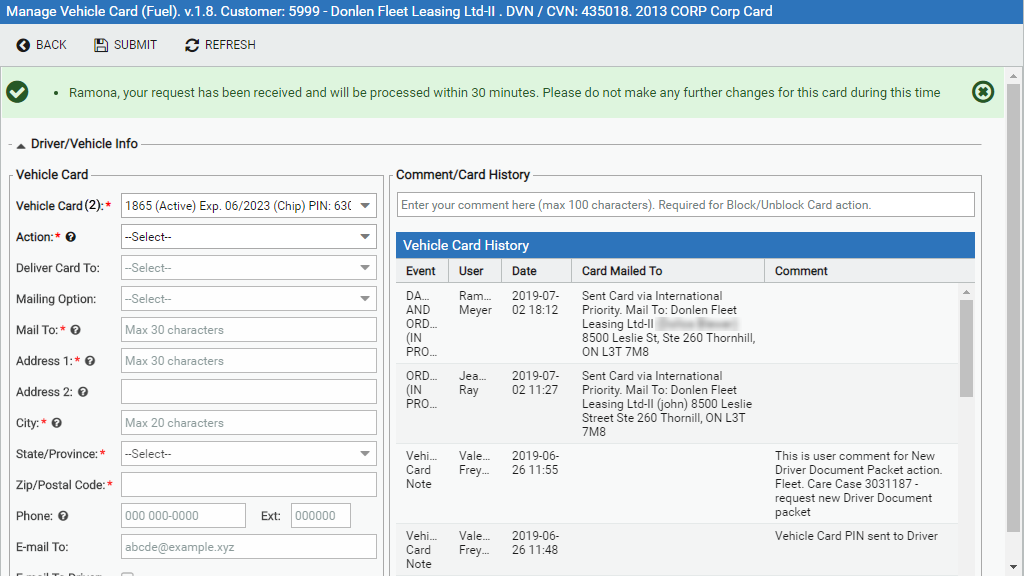 Manage Vehicle Card (Fuel). v.1.8. Customer: 5999 - Donlen Fleet Leasing Ltd-II . DVN / CVN: 435018. 2013 CORP Corp Card
BACK SUBMIT REFRESH
• Ramona, your request has been received and will be processed within 30 minutes. Please do not make any further changes for this card during this time
Driver/Vehicle Info
Vehicle Card
Vehicle Card(2):* 1865 (Active) Exp. 06/2023 (Chip) PIN: 630
Action:* --Select--
Deliver Card To: --Select--
Mailing Option: --Select--
Mail To:* Max 30 characters
Address 1:* Max 30 characters
Address 2:
City:* Max 20 characters
State/Province:* --Select--
Zip/Postal Code:*
Phone: 000 000-0000 Ext: 000000
E-mail To: abcde@example.xyz
Comment/Card History
Enter your comment here (max 100 characters). Required for Block/Unblock Card action.
Vehicle Card History
Event User Date Card Mailed To Comment
DA... Ram... 2019-07- Sent Card via International
AND Meyer 02 18:12 Priority. Mail To: Donlen Fleet
ORD... Leasing Ltd-II
(IN 8500 Leslie St, Ste 260 Thornhill,
PRO... ON L3T 7M8
ORD... Jea... 2019-07- Sent Card via International
(IN Ray 02 11:27 Priority. Mail To: Donlen Fleet
PRO... Leasing Ltd-II (john) 8500 Leslie
Street Ste 260 Thornill, ON L3T
7M8
Vehi... Vale... 2019-06- This is user comment for New
Card Frey... 26 11:55 Driver Document Packet action.
Note Fleet. Care Case 3031187 -
request new Driver Document
packet
Vehi... Vale... 2019-06- Vehicle Card PIN sent to Driver
Card Frey... 26 11:48
Note